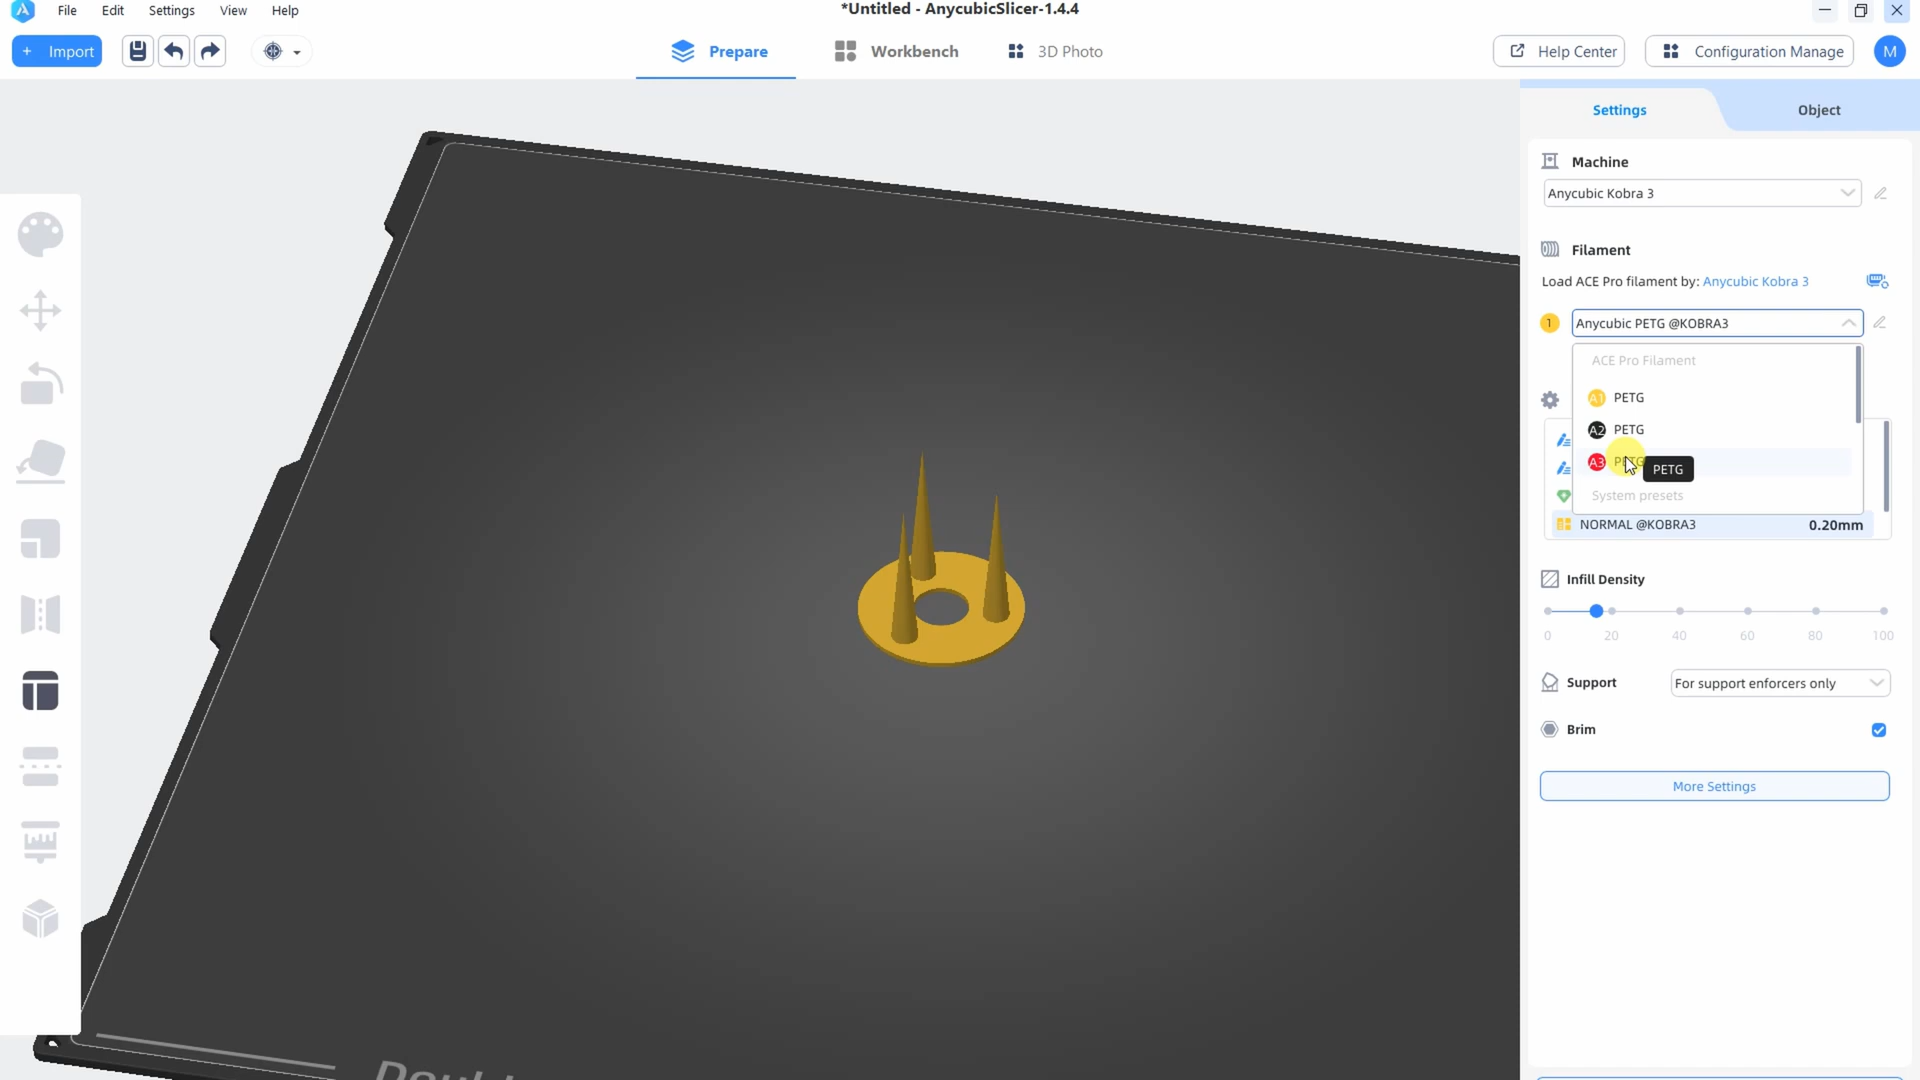 File Edit Settings View Help
*Untitled - AnycubicSlicer-1.4.4
+ Import
Prepare
Workbench
3D Photo
Help Center
Configuration Manage
M
Settings
Object
Machine
Anycubic Kobra 3
Filament
Load ACE Pro filament by: Anycubic Kobra 3
1 Anycubic PETG @KOBRA3
ACE Pro Filament
A1 PETG
A2 PETG
A3 PETG
PETG
System presets
NORMAL @KOBRA3 0.20mm
Infill Density
0 20 40 60 80 100
Support For support enforcers only
Brim
More Settings